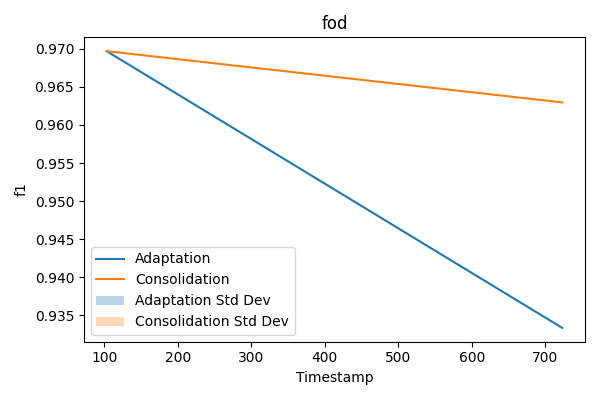 fod
0.970
0.965
0.960
0.955
0.950
0.945
0.940
0.935
f1
Adaptation
Consolidation
Adaptation Std Dev
Consolidation Std Dev
100 200 300 400 500 600 700
Timestamp